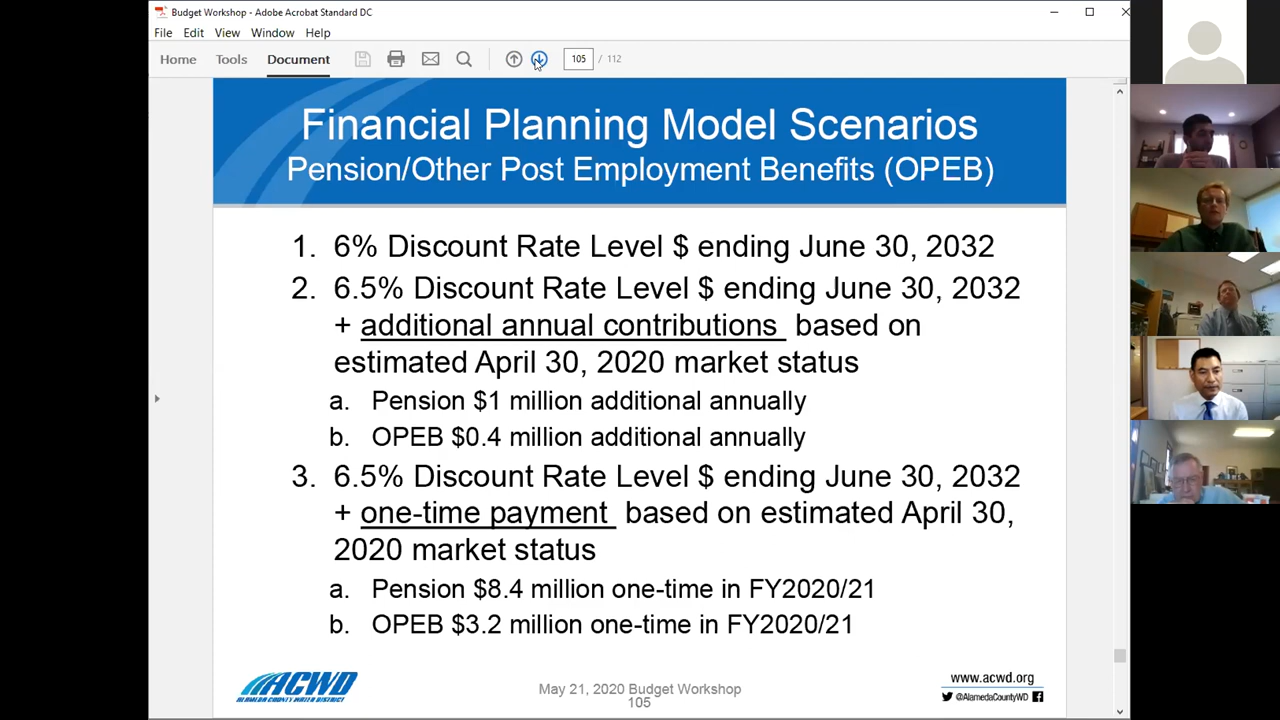 Budget Workshop - Adobe Acrobat Standard DC
File Edit View Window Help
Home Tools Document 105 / 112
Financial Planning Model Scenarios
Pension/Other Post Employment Benefits (OPEB)
1. 6% Discount Rate Level $ ending June 30, 2032
2. 6.5% Discount Rate Level $ ending June 30, 2032
+ additional annual contributions based on
estimated April 30, 2020 market status
a. Pension $1 million additional annually
b. OPEB $0.4 million additional annually
3. 6.5% Discount Rate Level $ ending June 30, 2032
+ one-time payment based on estimated April 30,
2020 market status
a. Pension $8.4 million one-time in FY2020/21
b. OPEB $3.2 million one-time in FY2020/21
ACWD
ALAMEDA COUNTY WATER DISTRICT
May 21, 2020 Budget Workshop
105
www.acwd.org
@AlamedaCountyWD